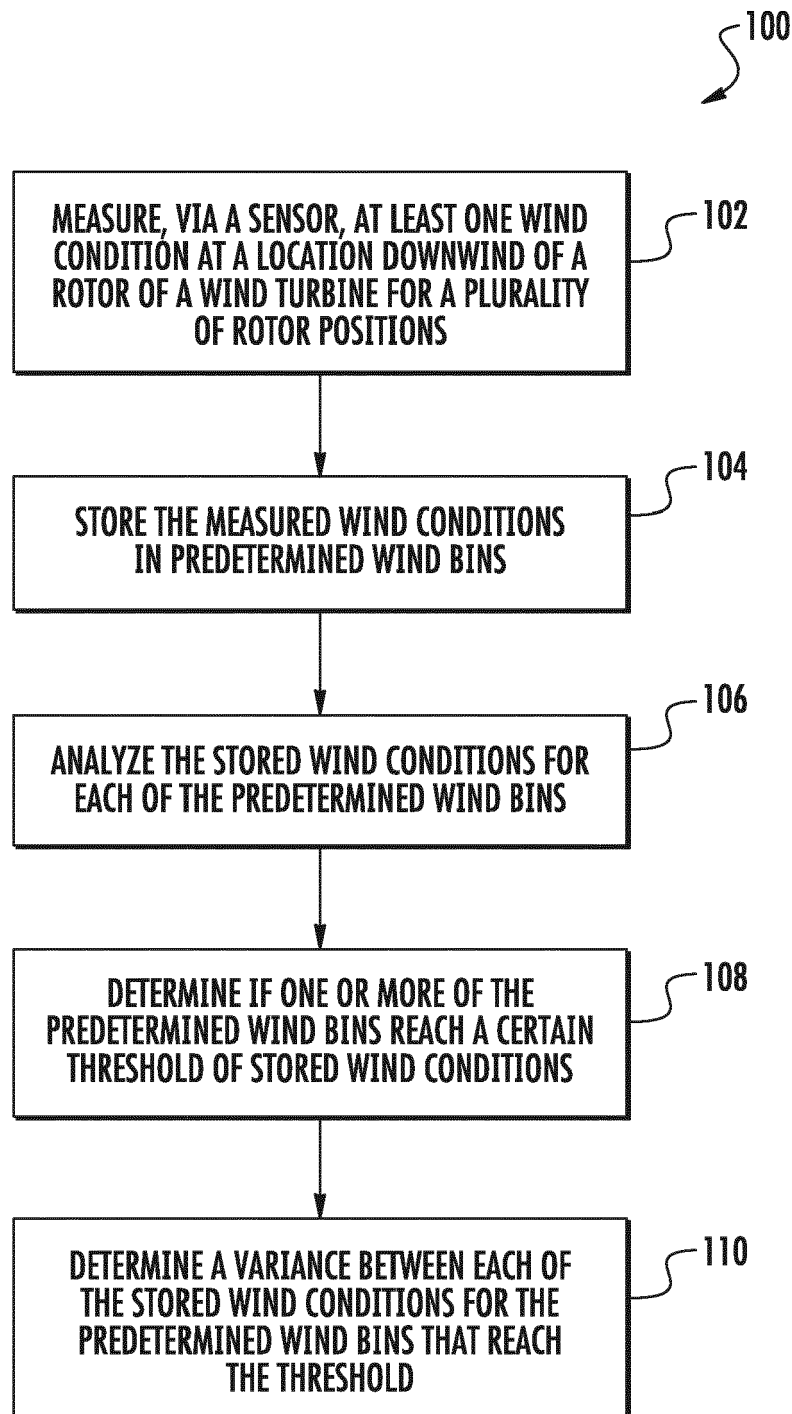 100
MEASURE, VIA A SENSOR, AT LEAST ONE WIND
CONDITION AT A LOCATION DOWNWIND OF A
ROTOR OF A WIND TURBINE FOR A PLURALITY
OF ROTOR POSITIONS
102
STORE THE MEASURED WIND CONDITIONS
IN PREDETERMINED WIND BINS
104
ANALYZE THE STORED WIND CONDITIONS FOR
EACH OF THE PREDETERMINED WIND BINS
106
DETERMINE IF ONE OR MORE OF THE
PREDETERMINED WIND BINS REACH A CERTAIN
THRESHOLD OF STORED WIND CONDITIONS
108
DETERMINE A VARIANCE BETWEEN EACH OF
THE STORED WIND CONDITIONS FOR THE
PREDETERMINED WIND BINS THAT REACH
THE THRESHOLD
110